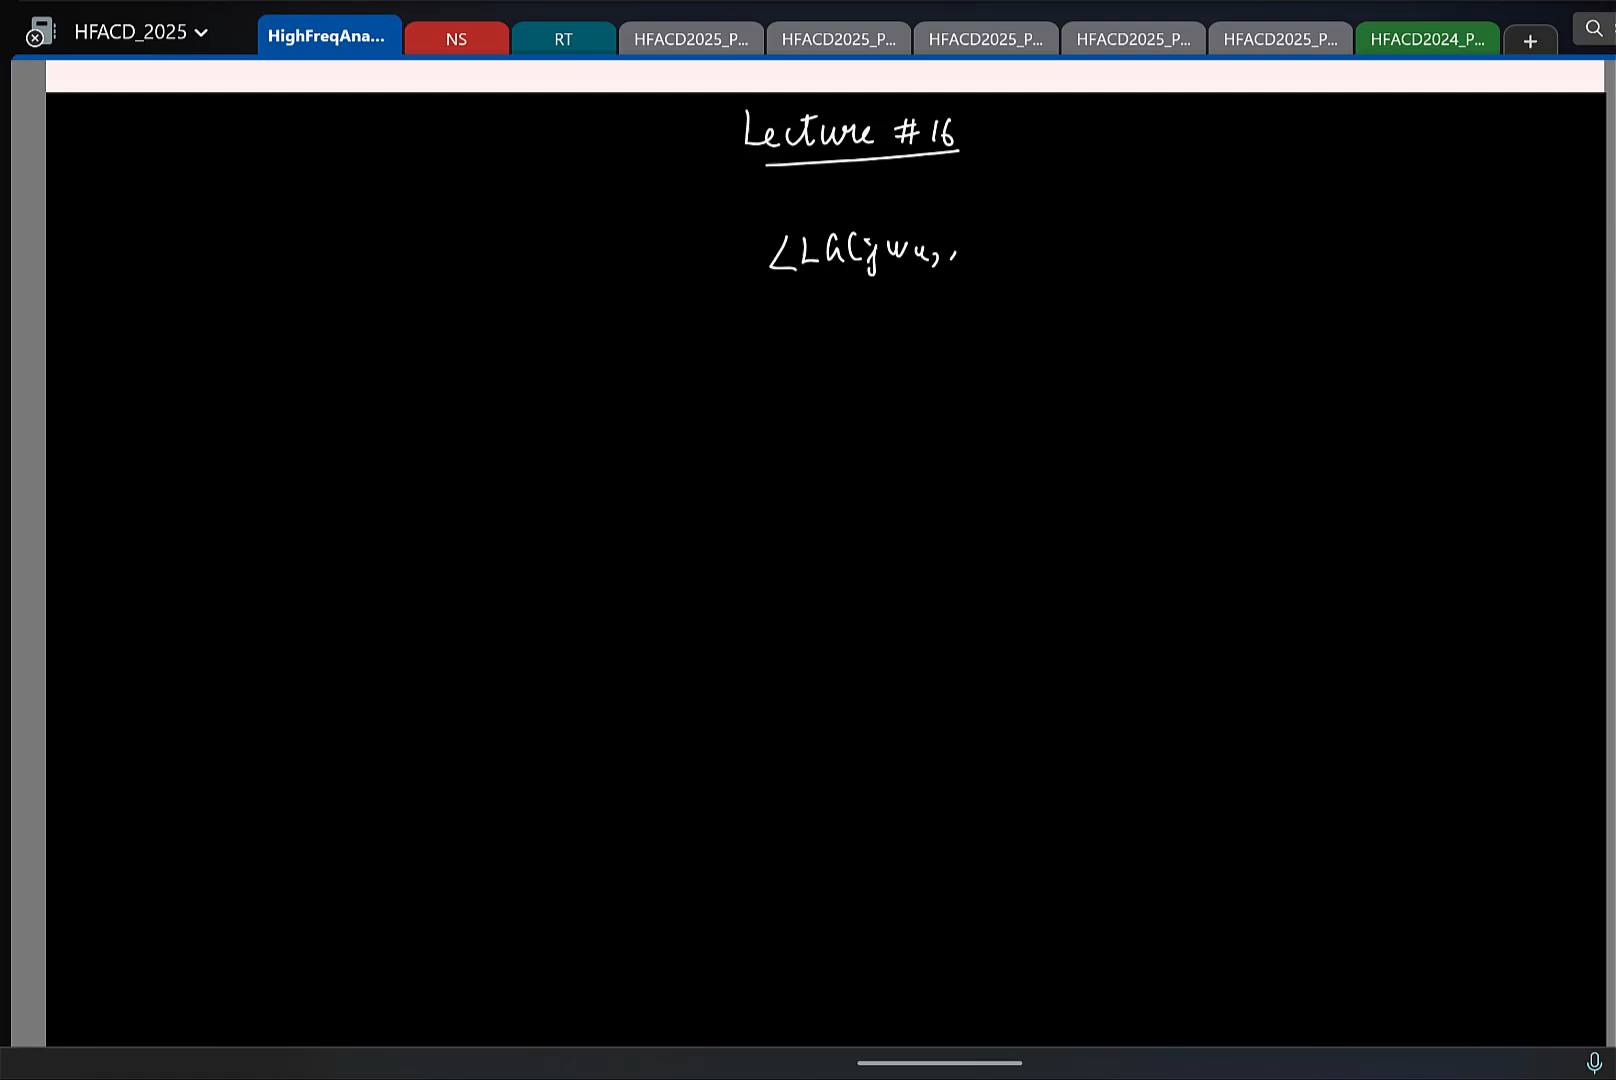 HFACD_2025
HighFreqAna... NS RT HFACD2025_P... HFACD2025_P... HFACD2025_P... HFACD2025_P... HFACD2025_P... HFACD2024_P... +
Lecture #16
∠LG(jωu,